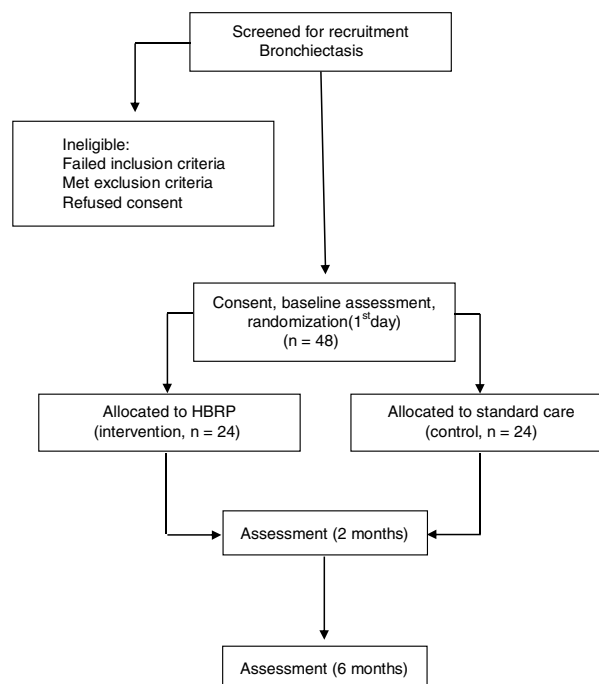 Screened for recruitment
Bronchiectasis
Ineligible:
Failed inclusion criteria
Met exclusion criteria
Refused consent
Consent, baseline assessment,
randomization(1st day)
(n = 48)
Allocated to HBRP
(intervention, n = 24)
Allocated to standard care
(control, n = 24)
Assessment (2 months)
Assessment (6 months)